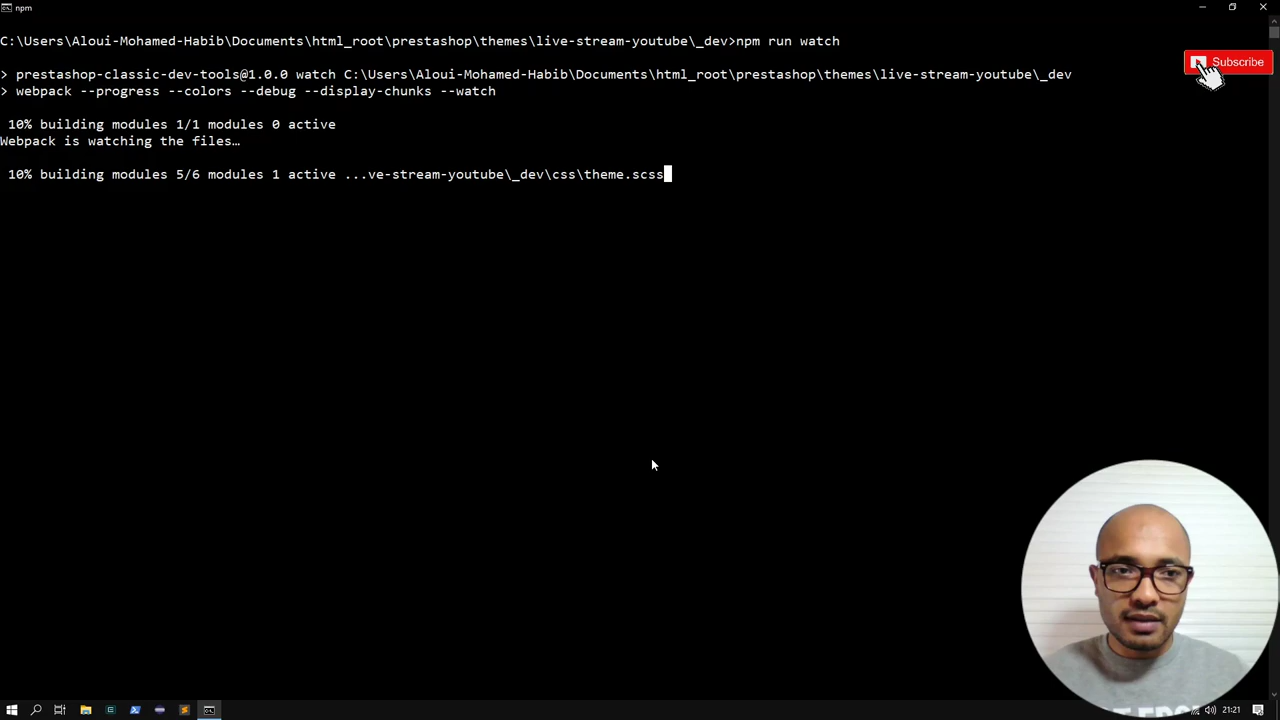 npm
C:\Users\Aloui-Mohamed-Habib\Documents\html_root\prestashop\themes\live-stream-youtube\_dev>npm run watch
Subscribe
> prestashop-classic-dev-tools@1.0.0 watch C:\Users\Aloui-Mohamed-Habib\Documents\html_root\prestashop\themes\live-stream-youtube\_dev
> webpack --progress --colors --debug --display-chunks --watch
10% building modules 1/1 modules 0 active
Webpack is watching the files…
10% building modules 5/6 modules 1 active ...ve-stream-youtube\_dev\css\theme.scss
21:21